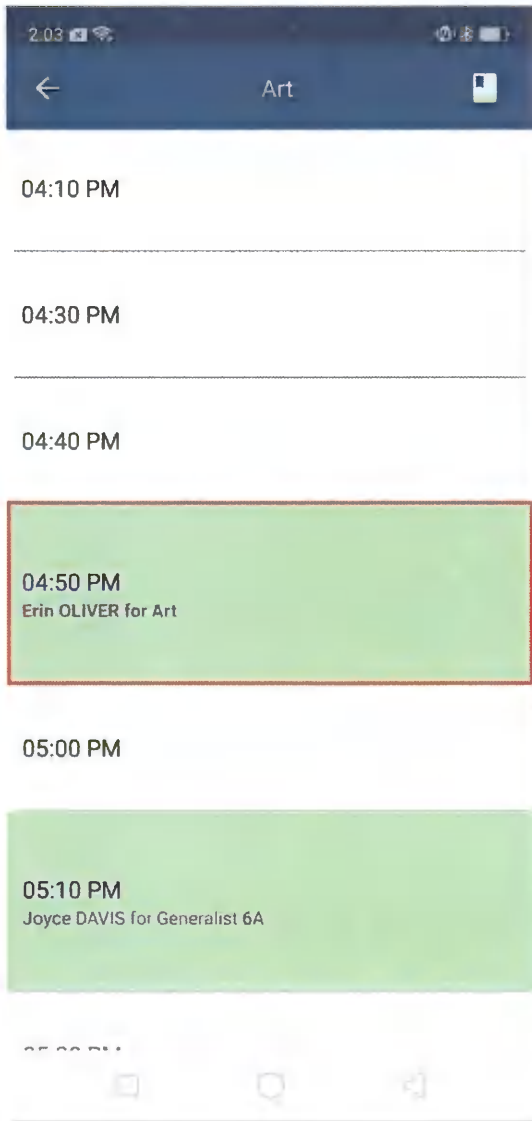 2:03
Art
04:10 PM
04:30 PM
04:40 PM
04:50 PM
Erin OLIVER for Art
05:00 PM
05:10 PM
Joyce DAVIS for Generalist 6A